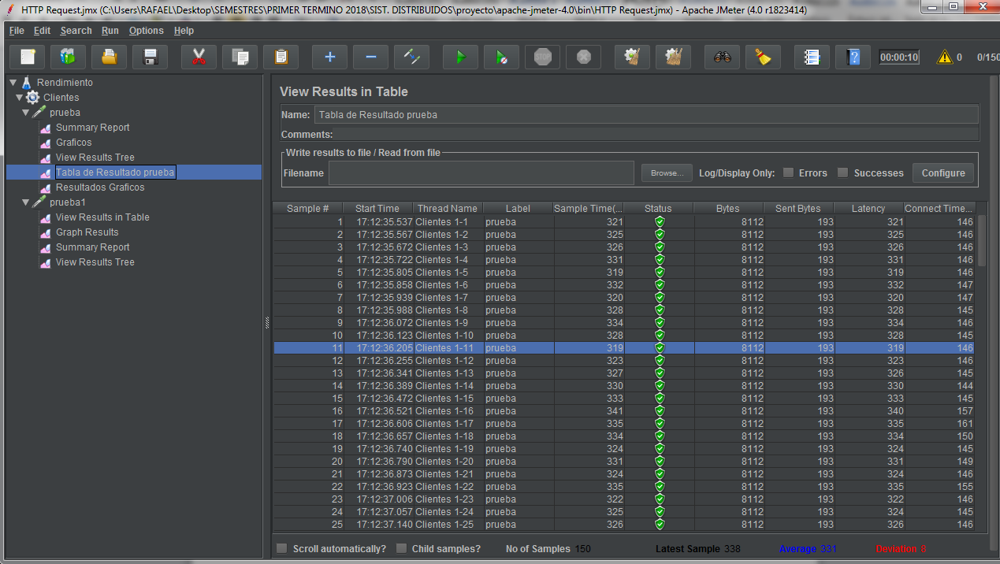 HTTP Request.jmx (C:\Users\RAFAEL\Desktop\SEMESTRES\PRIMER TERMINO 2018\SIST. DISTRIBUIDOS\proyecto\apache-jmeter-4.0\bin\HTTP Request.jmx) - Apache JMeter (4.0 r1823414)
File Edit Search Run Options Help
00:00:10 0 0/150
Rendimiento
Clientes
prueba
Summary Report
Graficos
View Results Tree
Tabla de Resultado prueba
Resultados Graficos
prueba1
View Results in Table
Graph Results
Summary Report
View Results Tree
View Results in Table
Name: Tabla de Resultado prueba
Comments:
Write results to file / Read from file
Filename Browse... Log/Display Only: Errors Successes Configure
Sample # Start Time Thread Name Label Sample Time(... Status Bytes Sent Bytes Latency Connect Time...
1 17:12:35.537 Clientes 1-1 prueba 321 8112 193 321 146
2 17:12:35.567 Clientes 1-2 prueba 325 8112 193 325 146
3 17:12:35.672 Clientes 1-3 prueba 326 8112 193 326 146
4 17:12:35.722 Clientes 1-4 prueba 331 8112 193 331 146
5 17:12:35.805 Clientes 1-5 prueba 319 8112 193 319 146
6 17:12:35.858 Clientes 1-6 prueba 332 8112 193 332 147
7 17:12:35.939 Clientes 1-7 prueba 320 8112 193 320 147
8 17:12:35.988 Clientes 1-8 prueba 328 8112 193 328 145
9 17:12:36.072 Clientes 1-9 prueba 334 8112 193 334 146
10 17:12:36.123 Clientes 1-10 prueba 328 8112 193 328 145
11 17:12:36.205 Clientes 1-11 prueba 319 8112 193 319 146
12 17:12:36.255 Clientes 1-12 prueba 323 8112 193 323 146
13 17:12:36.341 Clientes 1-13 prueba 327 8112 193 326 145
14 17:12:36.389 Clientes 1-14 prueba 330 8112 193 330 144
15 17:12:36.472 Clientes 1-15 prueba 333 8112 193 333 145
16 17:12:36.521 Clientes 1-16 prueba 341 8112 193 340 157
17 17:12:36.606 Clientes 1-17 prueba 335 8112 193 335 161
18 17:12:36.657 Clientes 1-18 prueba 334 8112 193 334 150
19 17:12:36.740 Clientes 1-19 prueba 324 8112 193 324 145
20 17:12:36.790 Clientes 1-20 prueba 331 8112 193 331 149
21 17:12:36.873 Clientes 1-21 prueba 324 8112 193 324 146
22 17:12:36.923 Clientes 1-22 prueba 335 8112 193 335 155
23 17:12:37.006 Clientes 1-23 prueba 322 8112 193 322 146
24 17:12:37.057 Clientes 1-24 prueba 325 8112 193 324 145
25 17:12:37.140 Clientes 1-25 prueba 326 8112 193 326 146
Scroll automatically? Child samples? No of Samples 150 Latest Sample 338 Average 331 Deviation 8